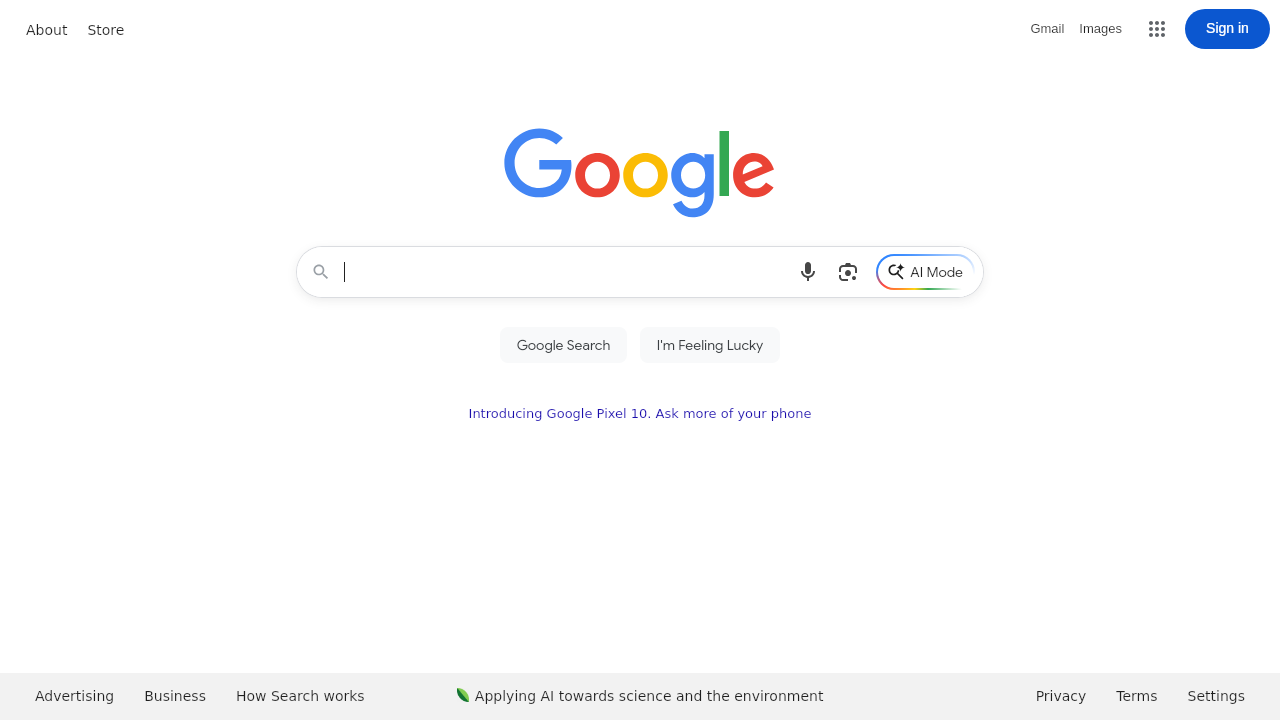 About Store
Gmail Images Sign in
Google
AI Mode
Google Search I'm Feeling Lucky
Introducing Google Pixel 10. Ask more of your phone
Advertising Business How Search works Applying AI towards science and the environment Privacy Terms Settings